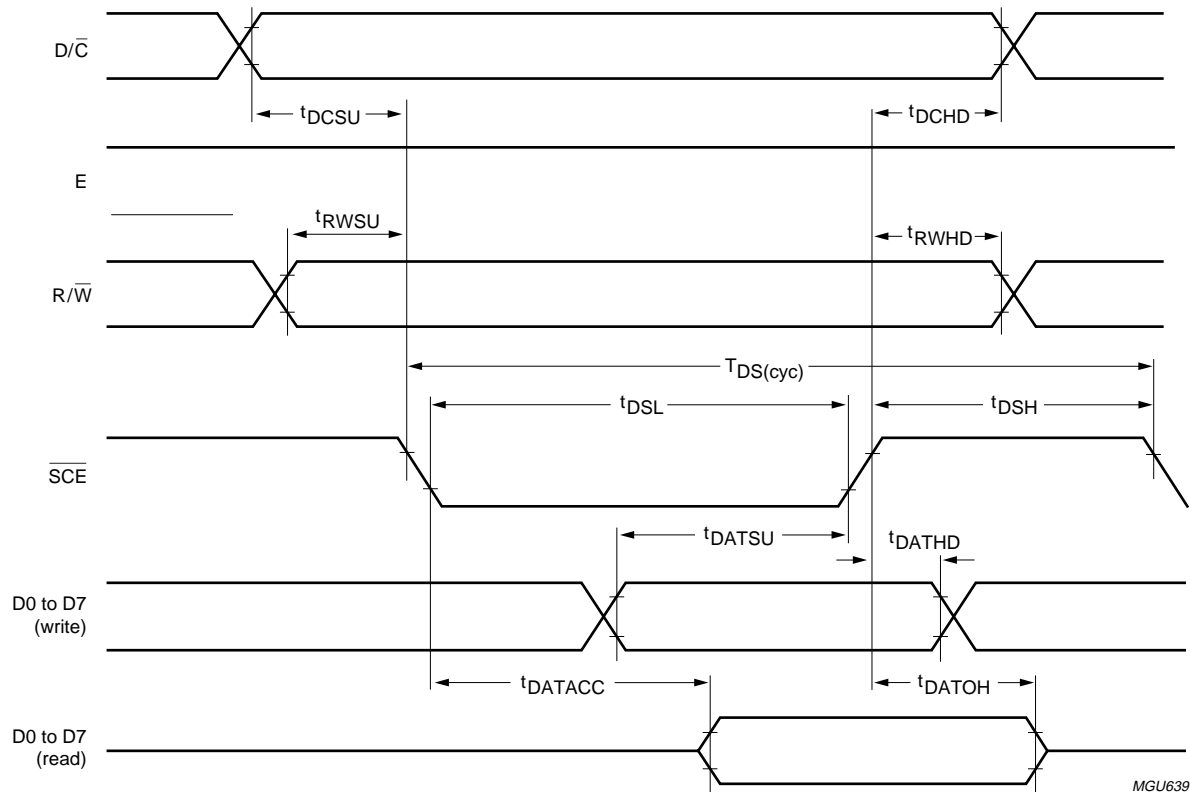 D/C̅
tDCSU
tDCHD
E
tRWSU
tRWHD
R/W̅
TDS(cyc)
tDSL
tDSH
S̅C̅E̅
tDATSU
tDATHD
D0 to D7
(write)
tDATACC
tDATOH
D0 to D7
(read)
MGU639